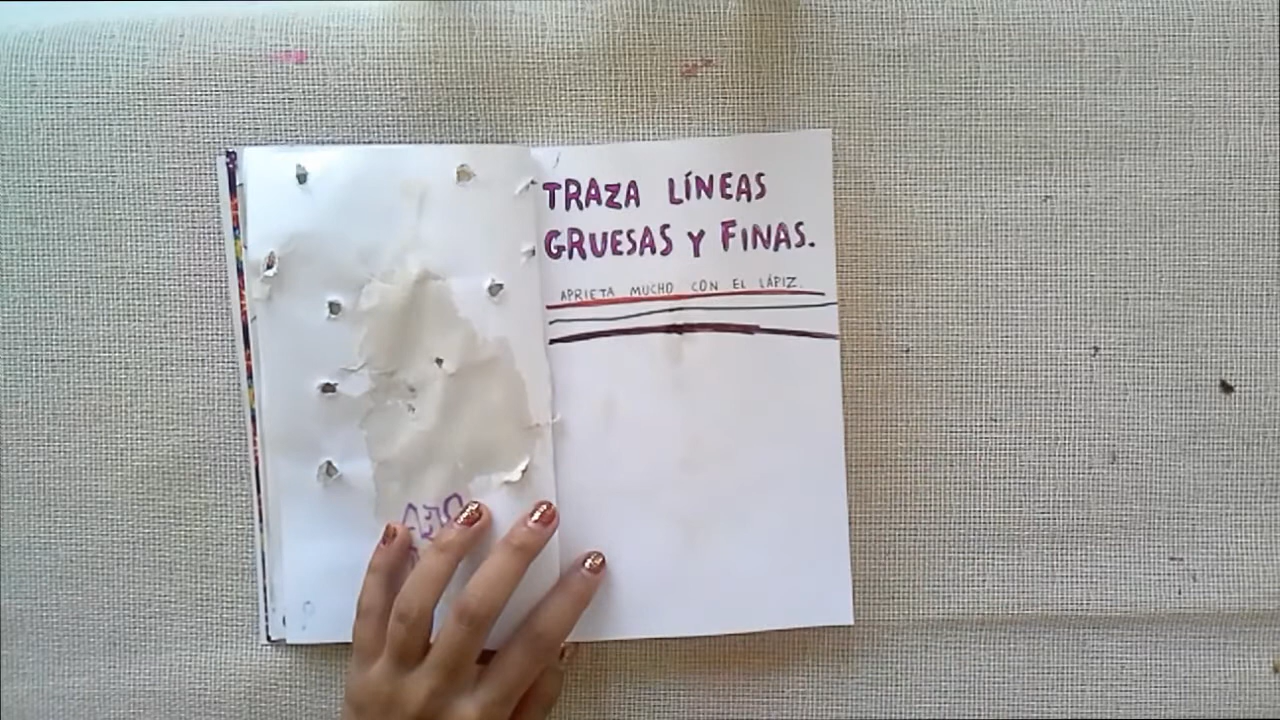 TRAZA LÍNEAS
GRUESAS Y FINAS.
APRIETA MUCHO CON EL LÁPIZ.